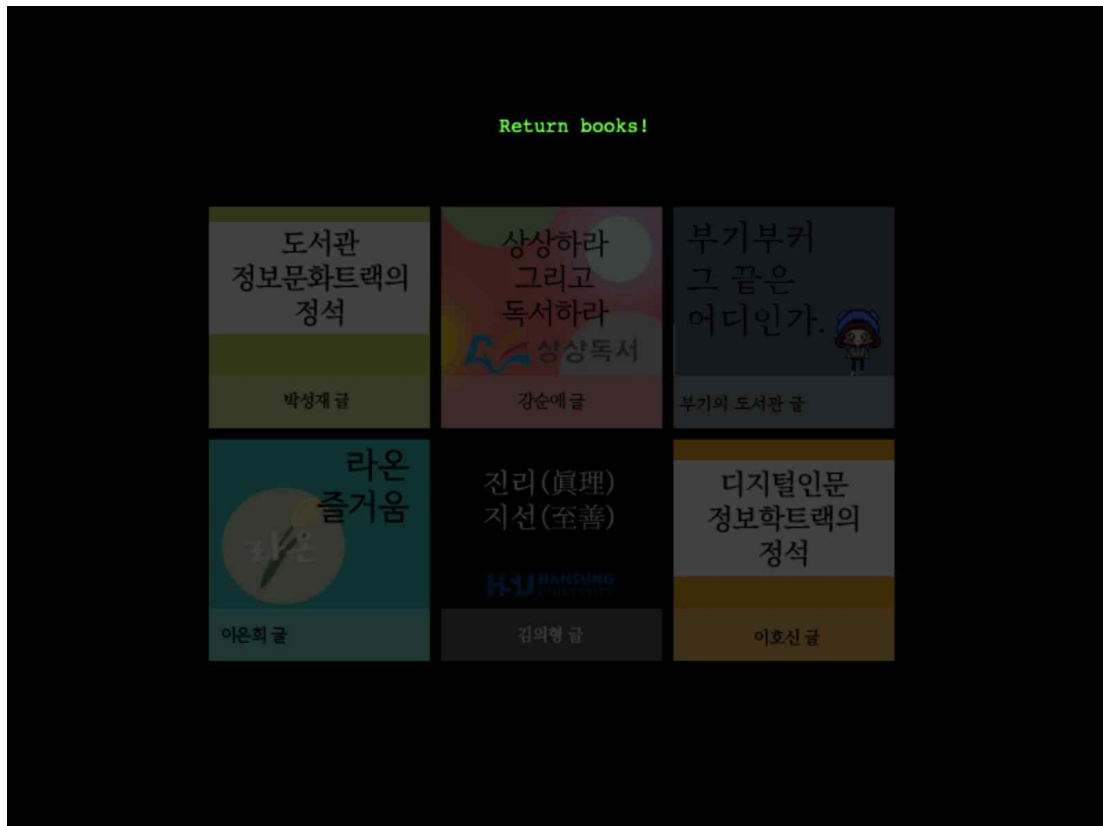 Return books!
도서관
정보문화트랙의
정석
박성재 글
상상하라
그리고
독서하라
상상독서
강순애 글
부기부커
그 끝은
어디인가.
부기의 도서관 글
라온
즐거움
라온
이은희 글
진리(眞理)
지선(至善)
HSU HANSUNG
UNIVERSITY
김의형 글
디지털인문
정보학트랙의
정석
이호신 글